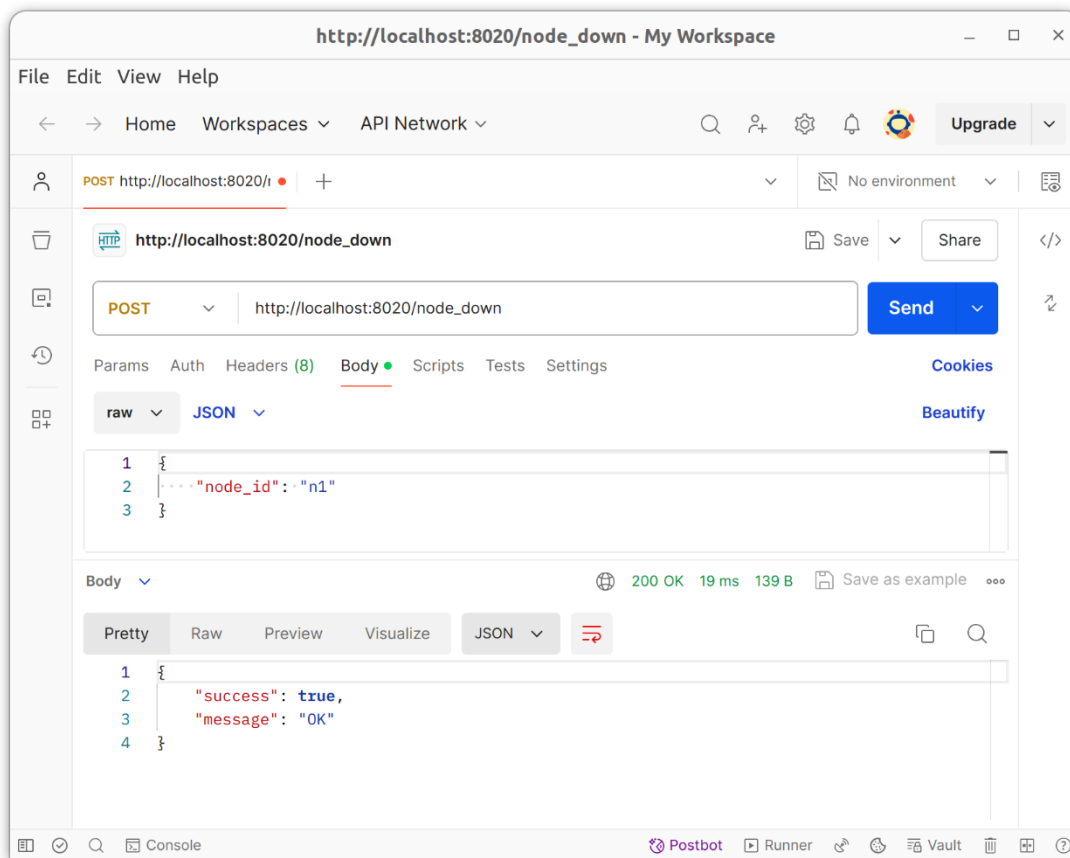 http://localhost:8020/node_down - My Workspace
File Edit View Help
Home Workspaces API Network Upgrade
POST http://localhost:8020/ No environment
HTTP http://localhost:8020/node_down Save Share
POST http://localhost:8020/node_down Send
Params Auth Headers (8) Body Scripts Tests Settings Cookies
raw JSON Beautify
1 {
2 "node_id": "n1"
3 }
Body 200 OK 19 ms 139 B Save as example
Pretty Raw Preview Visualize JSON
1 {
2 "success": true,
3 "message": "OK"
4 }
Console Postbot Runner Vault